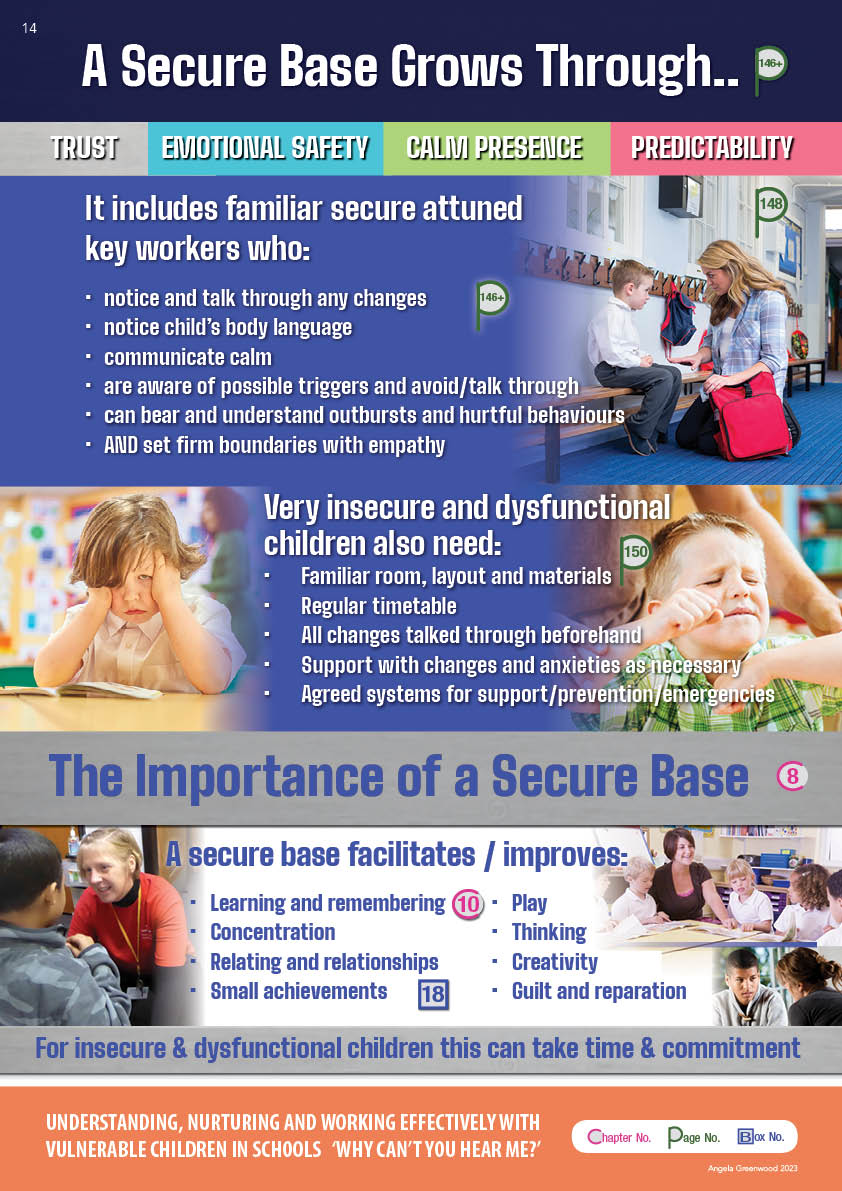 14
A Secure Base Grows Through..
146+
TRUST
EMOTIONAL SAFETY
CALM PRESENCE
PREDICTABILITY
It includes familiar secure attuned
key workers who:
148
· notice and talk through any changes
146+
· notice child's body language
· communicate calm
· are aware of possible triggers and avoid/talk through
· can bear and understand outbursts and hurtful behaviours
· AND set firm boundaries with empathy
Very insecure and dysfunctional
children also need:
150
· Familiar room, layout and materials
· Regular timetable
· All changes talked through beforehand
· Support with changes and anxieties as necessary
· Agreed systems for support/prevention/emergencies
The Importance of a Secure Base
8
A secure base facilitates / improves:
· Learning and remembering 10
· Concentration
· Relating and relationships
· Small achievements 18
· Play
· Thinking
· Creativity
· Guilt and reparation
For insecure & dysfunctional children this can take time & commitment
UNDERSTANDING, NURTURING AND WORKING EFFECTIVELY WITH
VULNERABLE CHILDREN IN SCHOOLS 'WHY CAN'T YOU HEAR ME?'
Chapter No. Page No. Box No.
Angela Greenwood 2023